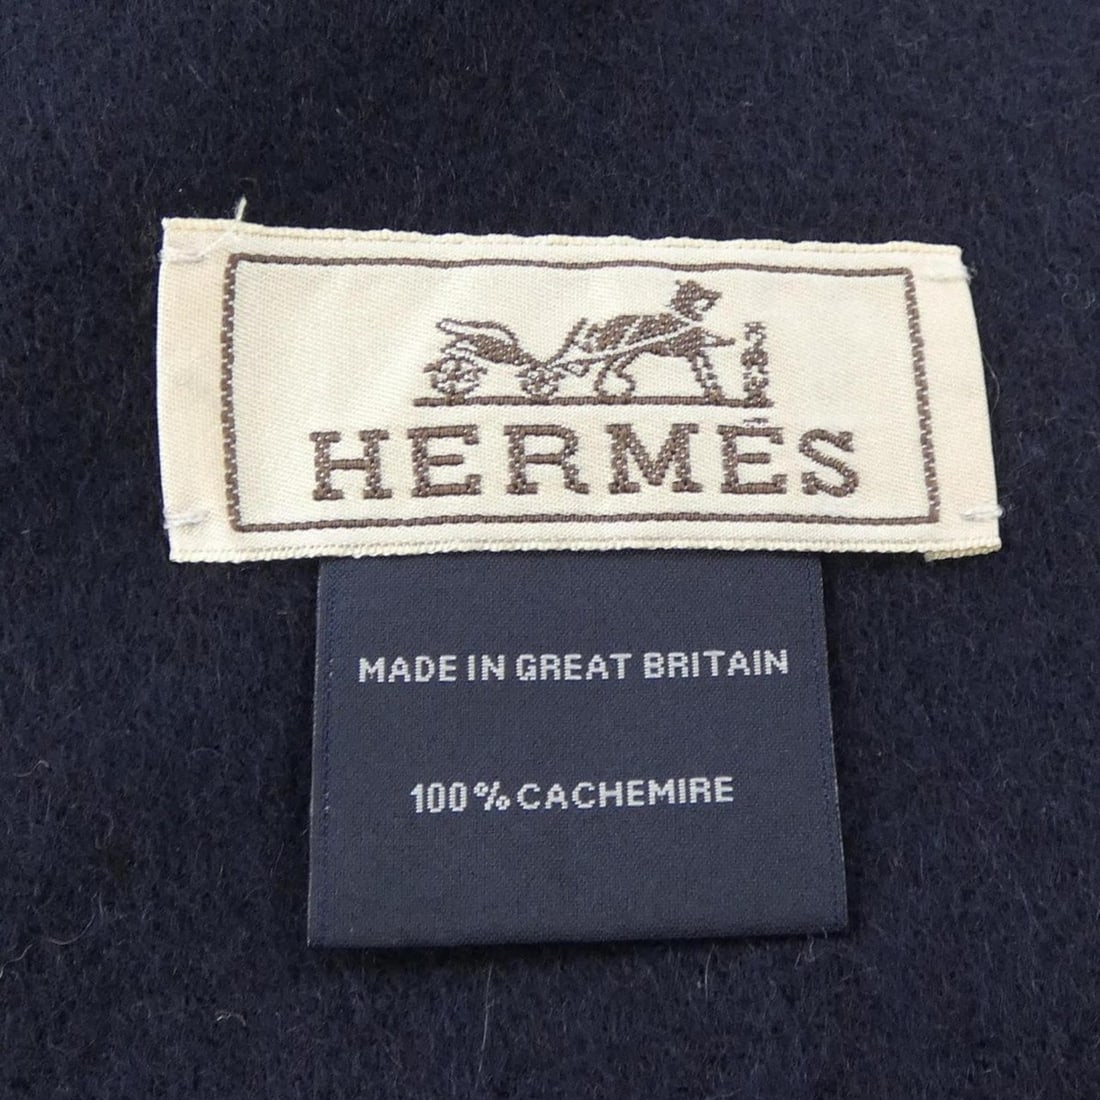 HERMÈS
MADE IN GREAT BRITAIN
100% CACHEMIRE